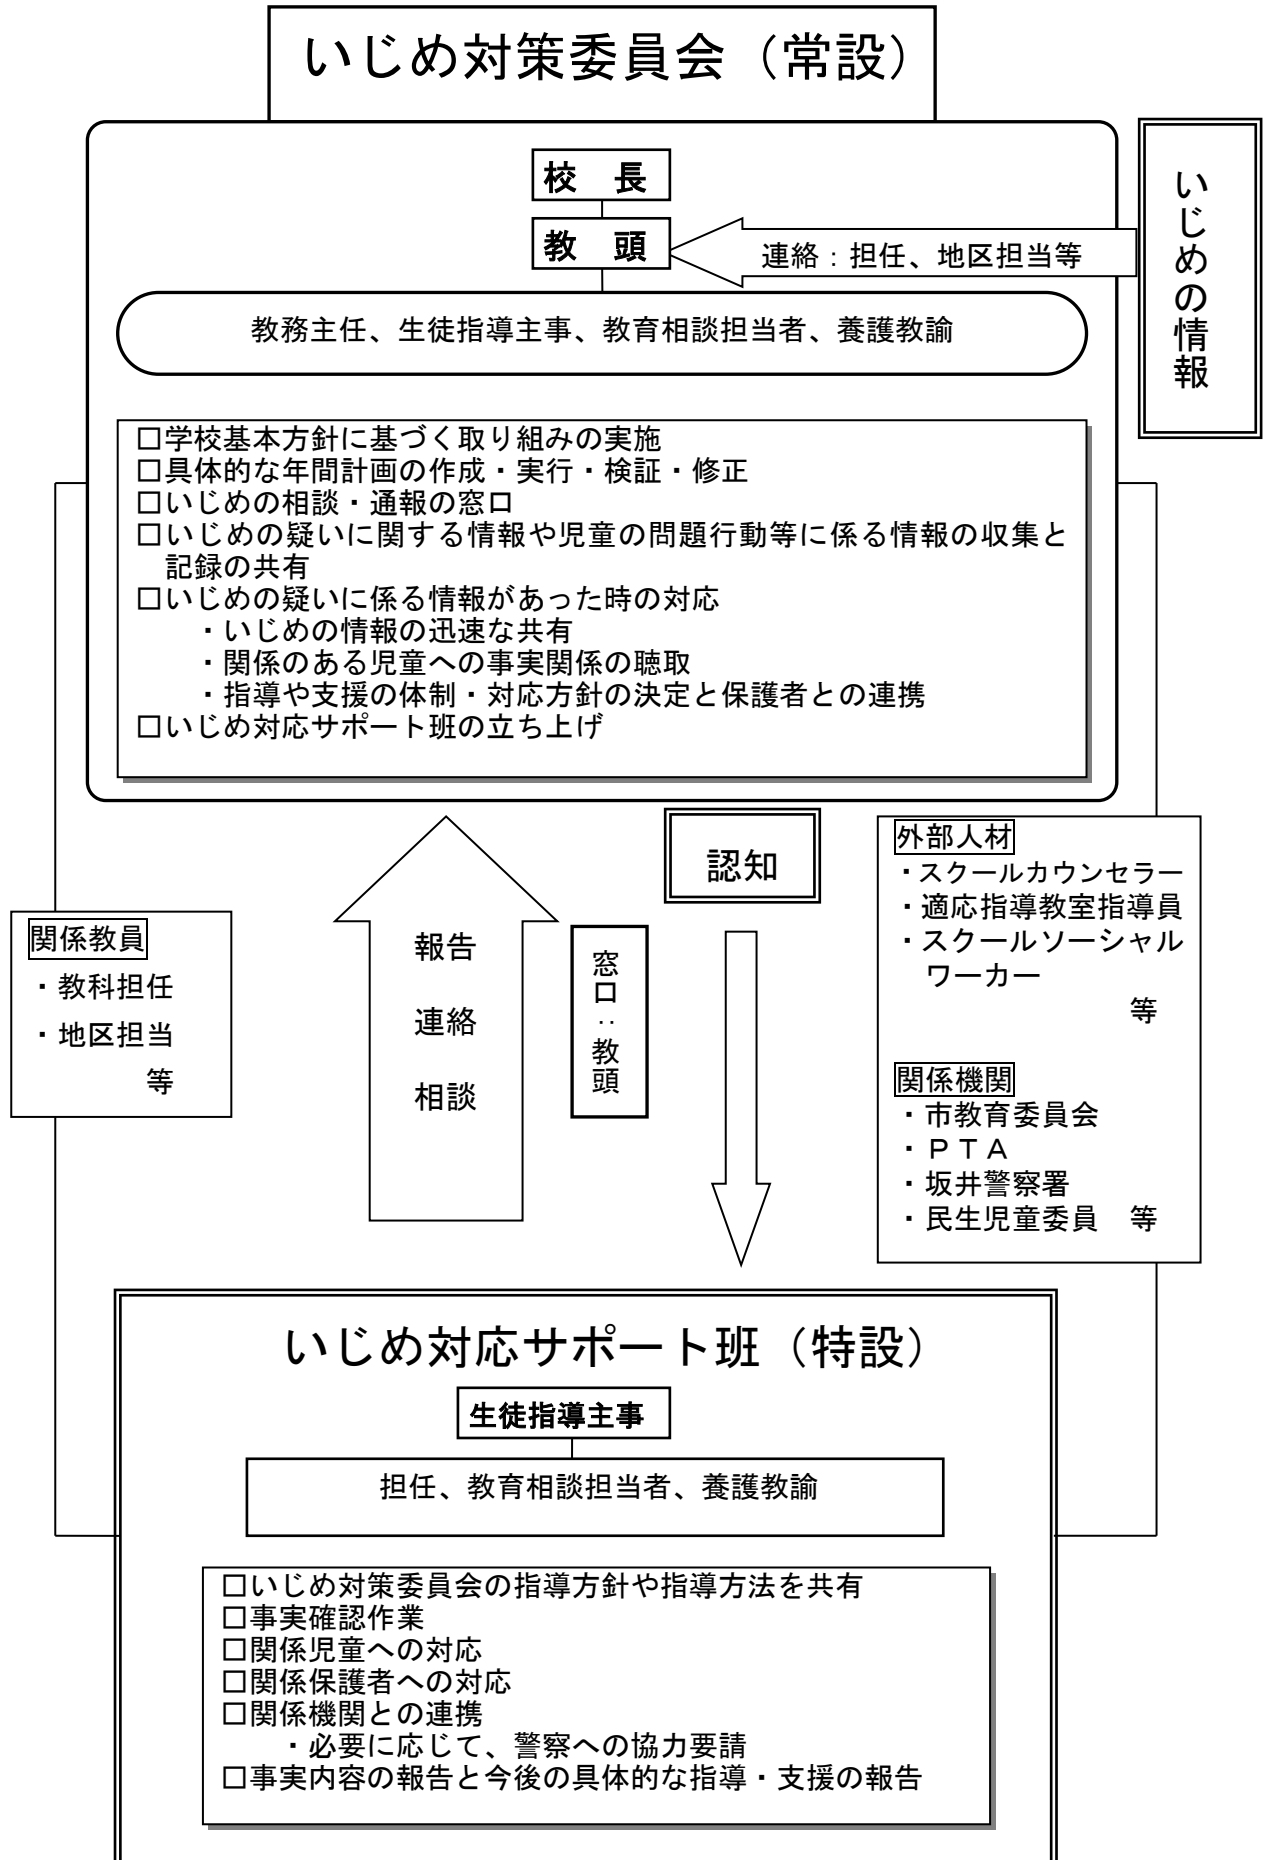 いじめ対策委員会（常設）
校　長
教　頭
連絡：担任、地区担当等
いじめの情報
教務主任、生徒指導主事、教育相談担当者、養護教諭
□学校基本方針に基づく取り組みの実施
□具体的な年間計画の作成・実行・検証・修正
□いじめの相談・通報の窓口
□いじめの疑いに関する情報や児童の問題行動等に係る情報の収集と
記録の共有
□いじめの疑いに係る情報があった時の対応
・いじめの情報の迅速な共有
・関係のある児童への事実関係の聴取
・指導や支援の体制・対応方針の決定と保護者との連携
□いじめ対応サポート班の立ち上げ
関係教員
・教科担任
・地区担当
等
報告
連絡
相談
窓口：教頭
認知
外部人材
・スクールカウンセラー
・適応指導教室指導員
・スクールソーシャル
ワーカー
等
関係機関
・市教育委員会
・ＰＴＡ
・坂井警察署
・民生児童委員　等
いじめ対応サポート班（特設）
生徒指導主事
担任、教育相談担当者、養護教諭
□いじめ対策委員会の指導方針や指導方法を共有
□事実確認作業
□関係児童への対応
□関係保護者への対応
□関係機関との連携
・必要に応じて、警察への協力要請
□事実内容の報告と今後の具体的な指導・支援の報告